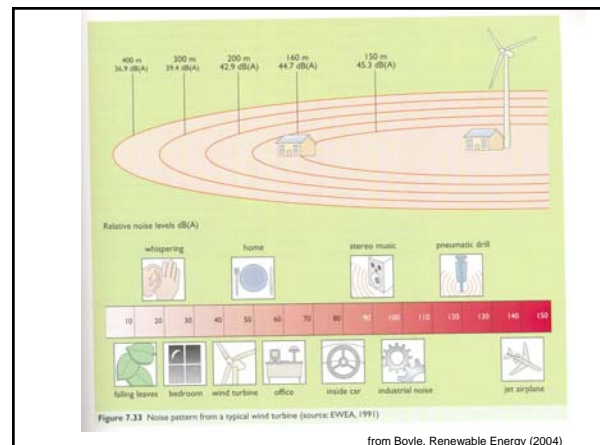 400 m 300 m 200 m 160 m 150 m
36.9 dB(A) 39.4 dB(A) 42.9 dB(A) 44.7 dB(A) 45.3 dB(A)
Relative noise levels dB(A)
whispering home stereo music pneumatic drill
10 20 30 40 50 60 70 80 90 100 110 120 130 140 150
falling leaves bedroom wind turbine office inside car industrial noise jet airplane
Figure 7.33 Noise pattern from a typical wind turbine (source: EWEA, 1991)
from Boyle, Renewable Energy (2004)